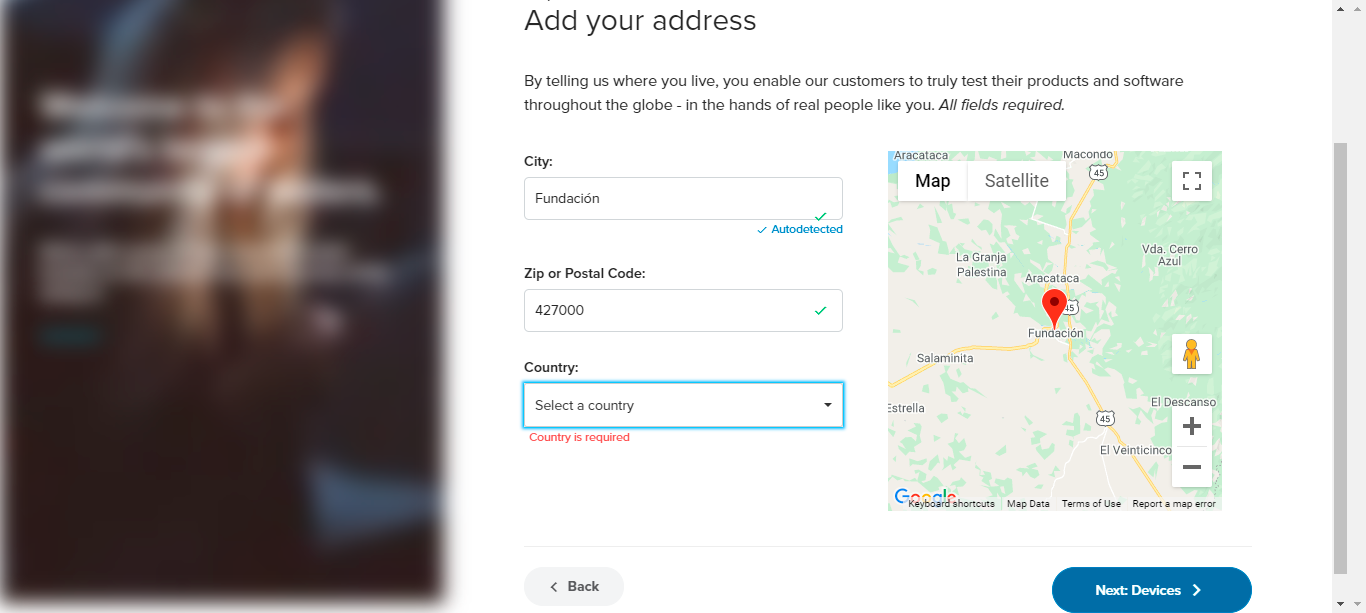 Add your address
By telling us where you live, you enable our customers to truly test their products and software
throughout the globe - in the hands of real people like you. All fields required.
City:
Fundación
Autodetected
Zip or Postal Code:
427000
Country:
Select a country
Country is required
Aracataca
Macondo
45
Map
Satellite
Vda. Cerro
Azul
La Granja
Palestina
Aracataca
45
Fundación
Salaminita
El Descanso
Estrella
45
El Veinticinco
Google
Keyboard shortcuts
Map Data
Terms of Use
Report a map error
Back
Next: Devices